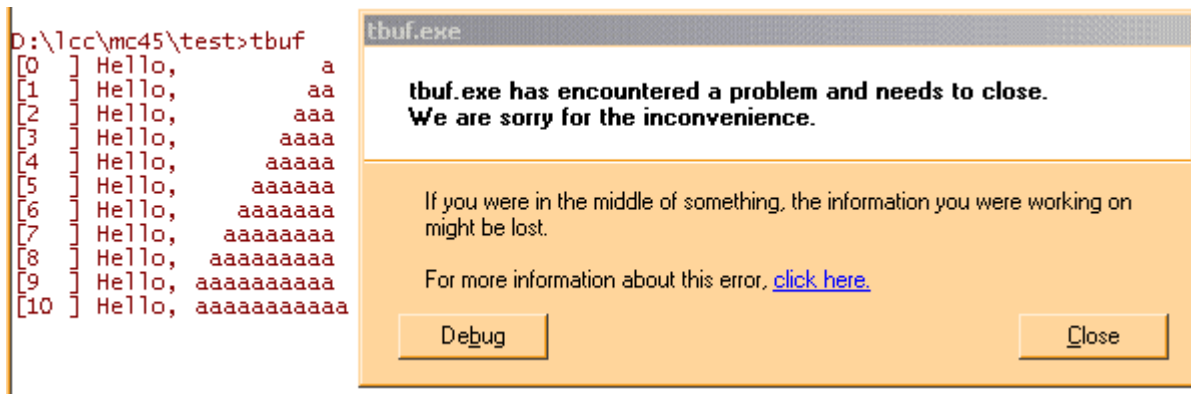 D:\lcc\mc45\test>tbuf
[0  ] Hello,          a
[1  ] Hello,         aa
[2  ] Hello,        aaa
[3  ] Hello,       aaaa
[4  ] Hello,      aaaaa
[5  ] Hello,     aaaaaa
[6  ] Hello,    aaaaaaa
[7  ] Hello,   aaaaaaaa
[8  ] Hello,  aaaaaaaaa
[9  ] Hello, aaaaaaaaaa
[10 ] Hello, aaaaaaaaaaa
tbuf.exe
tbuf.exe has encountered a problem and needs to close.
We are sorry for the inconvenience.
If you were in the middle of something, the information you were working on
might be lost.
For more information about this error, click here.
Debug
Close